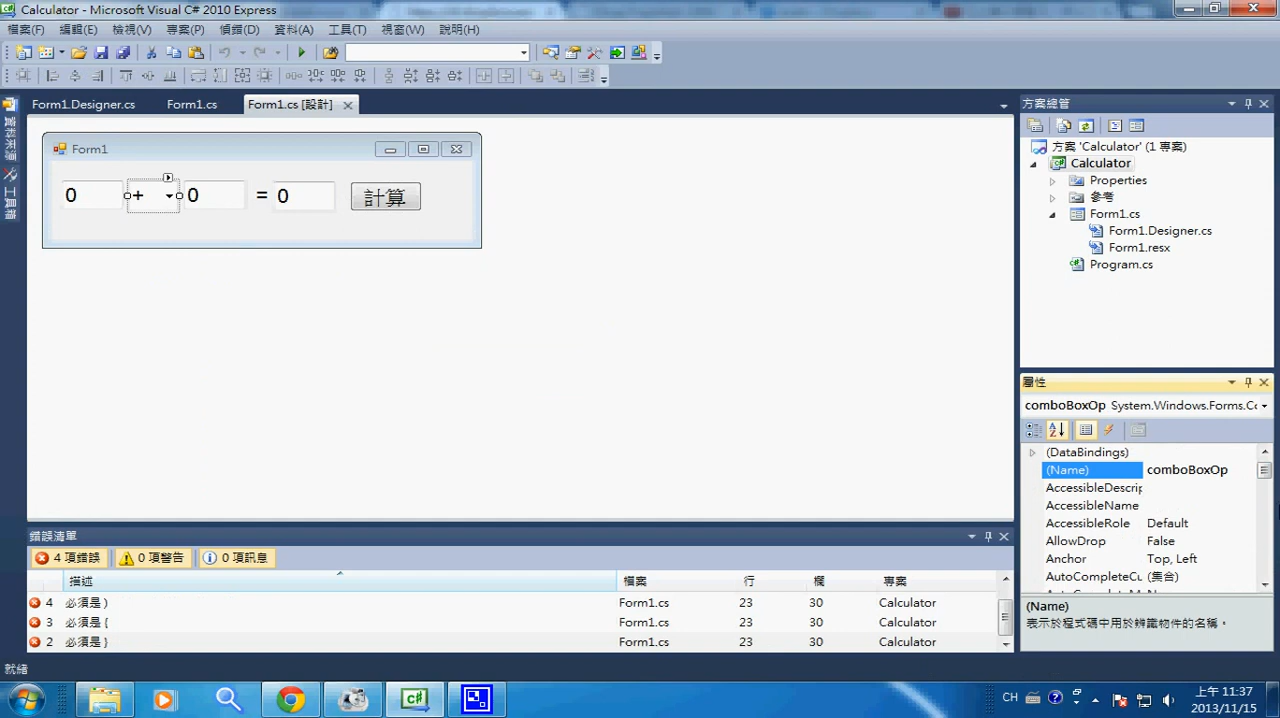 Calculator - Microsoft Visual C# 2010 Express
檔案(F) 編輯(E) 檢視(V) 專案(P) 偵錯(D) 資料(A) 工具(T) 視窗(W) 說明(H)
Form1.Designer.cs Form1.cs Form1.cs [設計]
資料來源
工具箱
Form1
0 + 0 = 0 計算
方案總管
方案 'Calculator' (1 專案)
Calculator
Properties
參考
Form1.cs
Form1.Designer.cs
Form1.resx
Program.cs
屬性
comboBoxOp System.Windows.Forms.Cc
(DataBindings)
(Name) comboBoxOp
AccessibleDescrip
AccessibleName
AccessibleRole Default
AllowDrop False
Anchor Top, Left
AutoCompleteCu (集合)
(Name)
表示於程式碼中用於辨識物件的名稱。
錯誤清單
4 項錯誤 0 項警告 0 項訊息
描述 檔案 行 欄 專案
4 必須是 ) Form1.cs 23 30 Calculator
3 必須是 { Form1.cs 23 30 Calculator
2 必須是 } Form1.cs 23 30 Calculator
就緒
CH 上午 11:37
2013/11/15